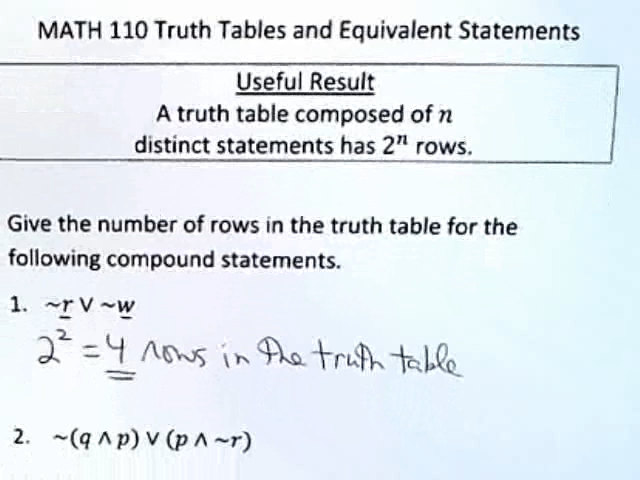 MATH 110 Truth Tables and Equivalent Statements
Useful Result
A truth table composed of n
distinct statements has 2ⁿ rows.
Give the number of rows in the truth table for the
following compound statements.
1. ~r ∨ ~w
2² = 4 rows in the truth table
2. ~(q ∧ p) ∨ (p ∧ ~r)